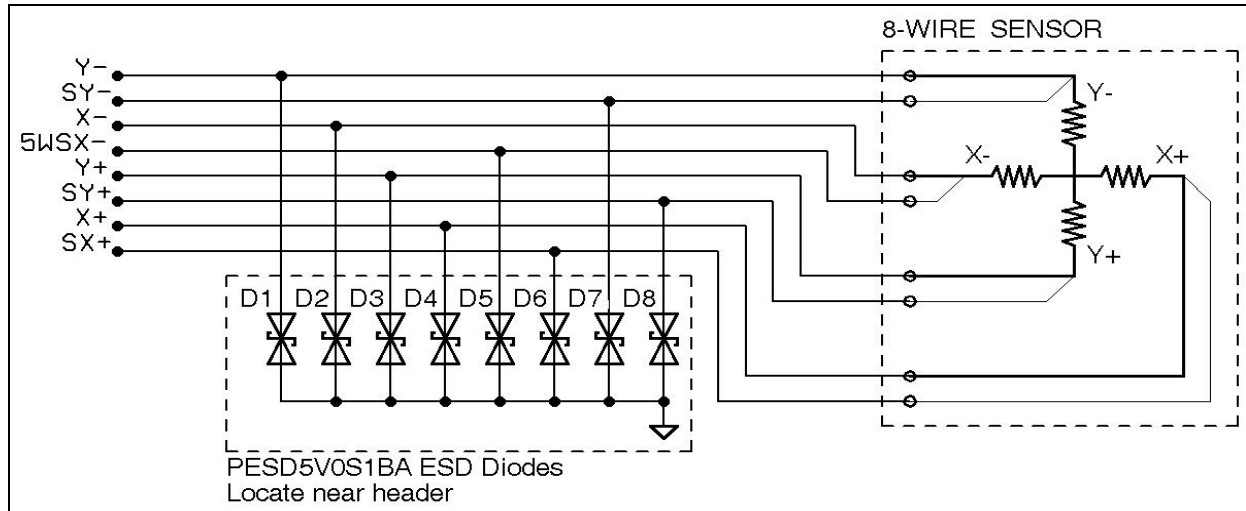 8-WIRE SENSOR
Y-
SY-
X-
5WSX-
Y+
SY+
X+
SX+
Y-
X-
X+
Y+
D1 D2 D3 D4 D5 D6 D7 D8
PESD5V0S1BA ESD Diodes
Locate near header